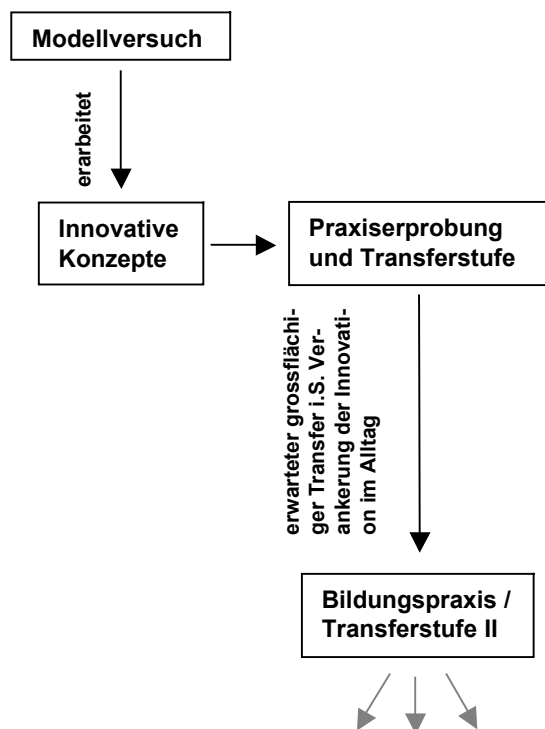 Modellversuch
erarbeitet
Innovative
Konzepte
Praxiserprobung
und Transferstufe
erwarteter grossflächi-
ger Transfer i.S. Ver-
ankerung der Innovati-
on im Alltag
Bildungspraxis /
Transferstufe II